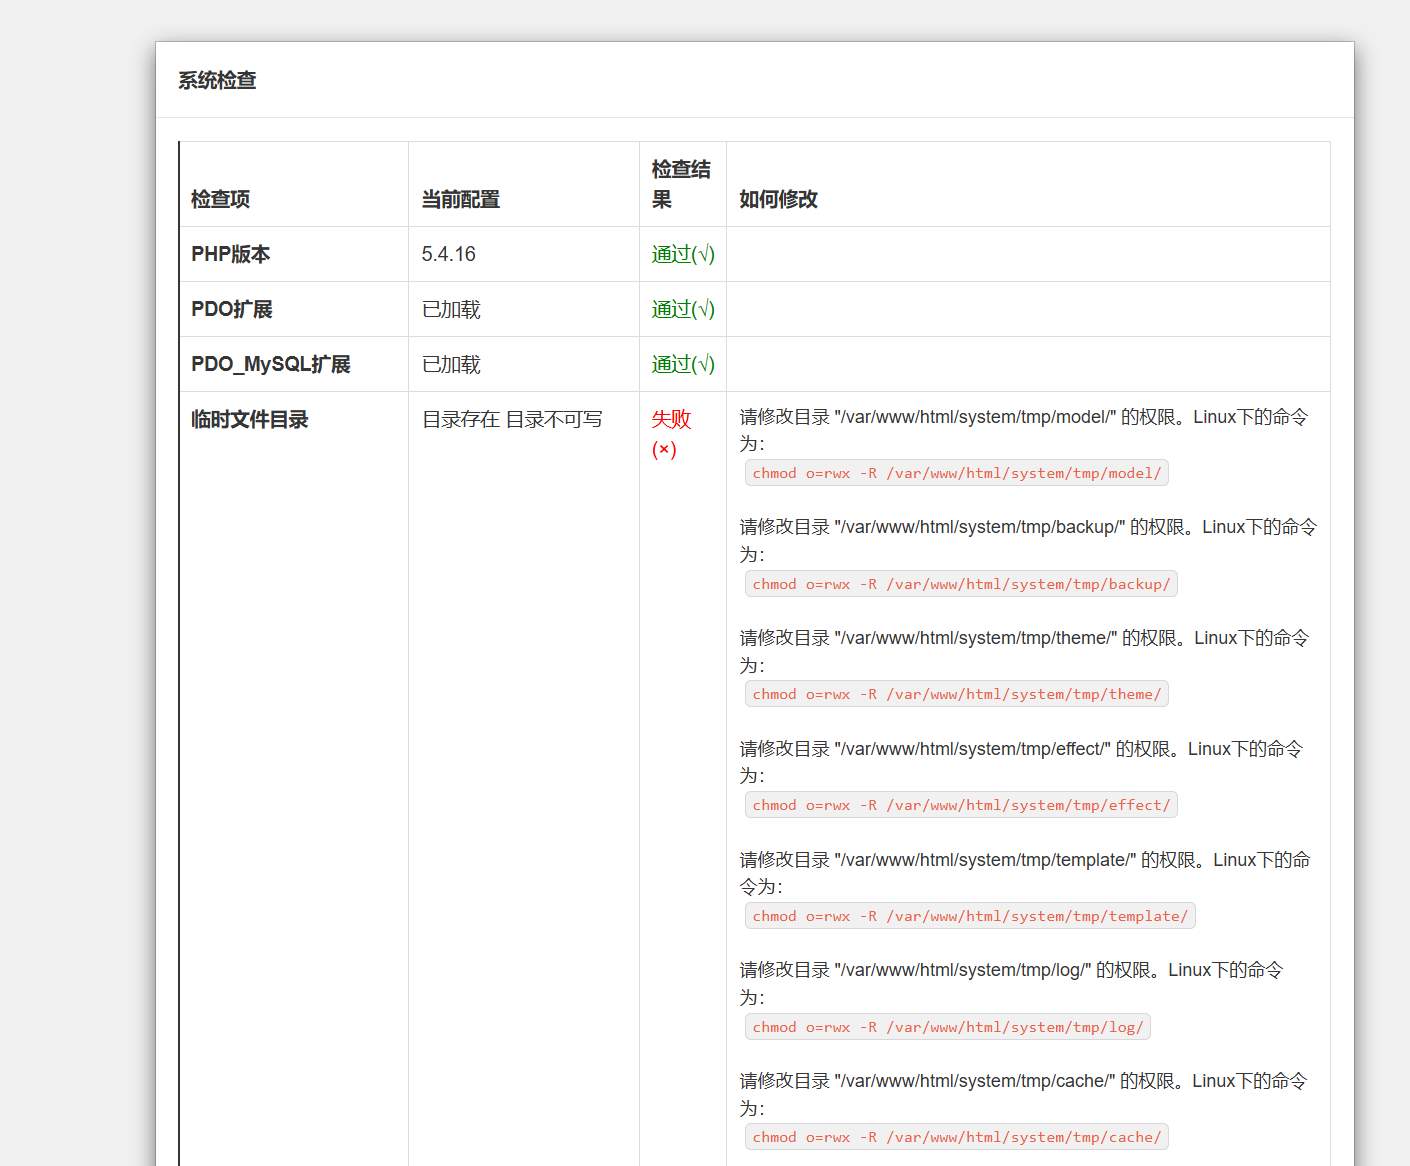 系统检查
检查项 当前配置 检查结果 如何修改
PHP版本 5.4.16 通过(√)
PDO扩展 已加载 通过(√)
PDO_MySQL扩展 已加载 通过(√)
临时文件目录 目录存在 目录不可写 失败(×)
请修改目录 "/var/www/html/system/tmp/model/" 的权限。Linux下的命令
为：
chmod o=rwx -R /var/www/html/system/tmp/model/
请修改目录 "/var/www/html/system/tmp/backup/" 的权限。Linux下的命令
为：
chmod o=rwx -R /var/www/html/system/tmp/backup/
请修改目录 "/var/www/html/system/tmp/theme/" 的权限。Linux下的命令
为：
chmod o=rwx -R /var/www/html/system/tmp/theme/
请修改目录 "/var/www/html/system/tmp/effect/" 的权限。Linux下的命令
为：
chmod o=rwx -R /var/www/html/system/tmp/effect/
请修改目录 "/var/www/html/system/tmp/template/" 的权限。Linux下的命
令为：
chmod o=rwx -R /var/www/html/system/tmp/template/
请修改目录 "/var/www/html/system/tmp/log/" 的权限。Linux下的命令
为：
chmod o=rwx -R /var/www/html/system/tmp/log/
请修改目录 "/var/www/html/system/tmp/cache/" 的权限。Linux下的命令
为：
chmod o=rwx -R /var/www/html/system/tmp/cache/